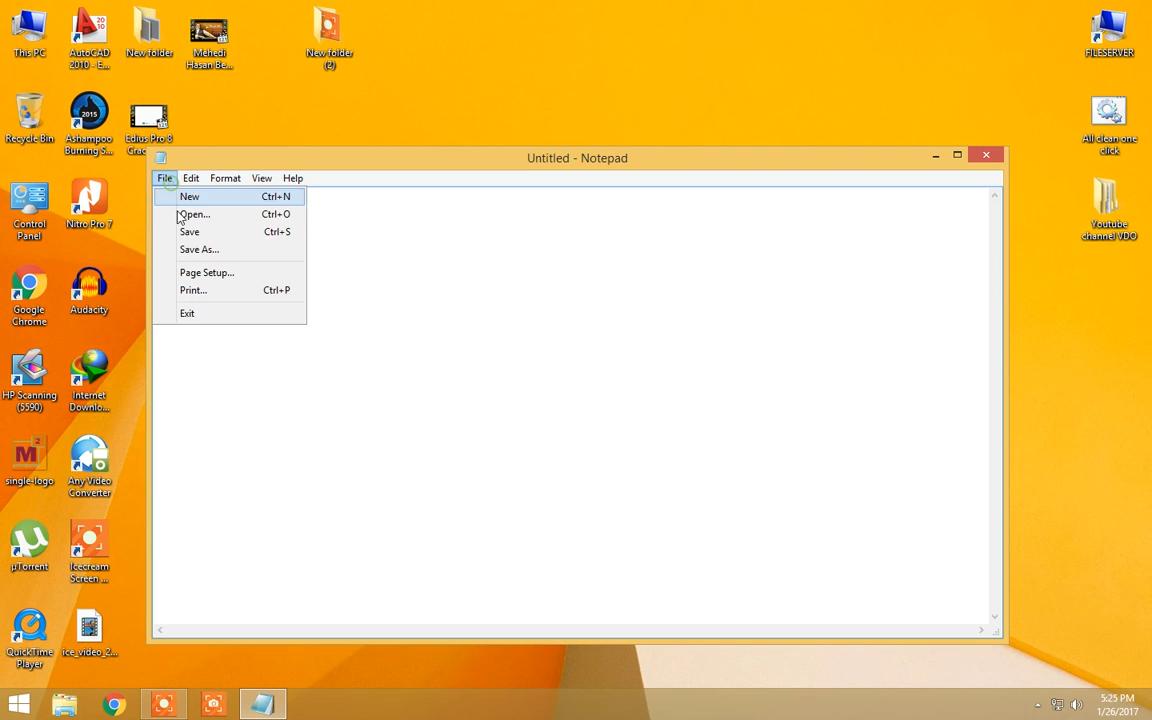 This PC
AutoCAD
2010 - E...
New folder
Mehedi
Hasan Be...
New folder
(2)
FILESERVER
Recycle Bin
Ashampoo
Burning S...
Edius Pro 8
All clean one
click
Untitled - Notepad
File Edit Format View Help
New Ctrl+N
Open... Ctrl+O
Save Ctrl+S
Save As...
Page Setup...
Print... Ctrl+P
Exit
Control
Panel
Nitro Pro 7
Youtube
channel VDO
Google
Chrome
Audacity
HP Scanning
(5590)
Internet
Downlo...
single-logo
Any Video
Converter
µTorrent
Icecream
Screen ...
QuickTime
Player
ice_video_2...
5:25 PM
1/26/2017